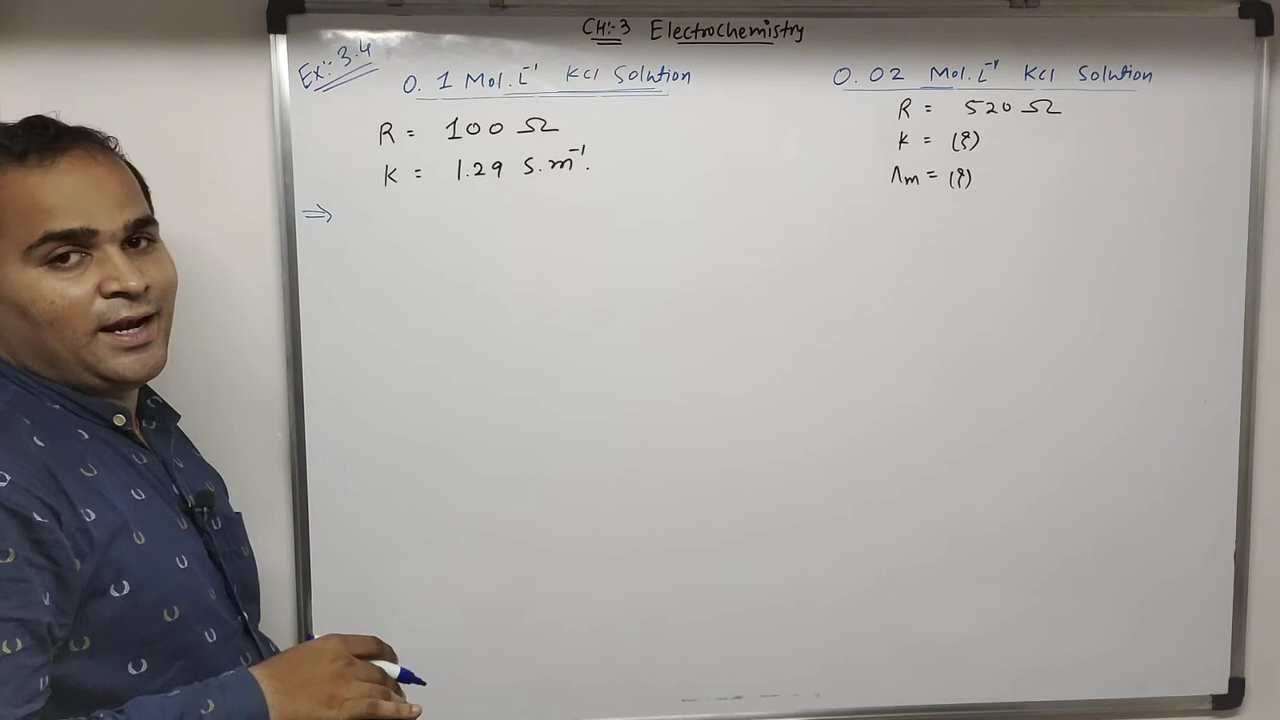 CH:-3 Electrochemistry
Ex:- 3.4
0.1 Mol.L⁻¹ KCl Solution
R = 100 Ω
K = 1.29 S.m⁻¹.
⇒
0.02 Mol.L⁻¹ KCl Solution
R = 520 Ω
K = (?)
Λm = (?)